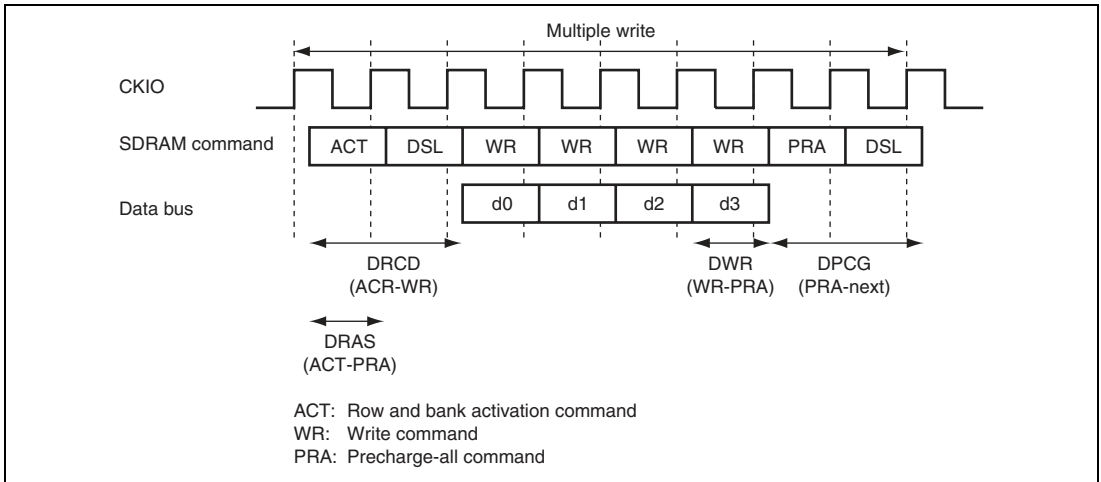 Multiple write
CKIO
SDRAM command
ACT DSL WR WR WR WR PRA DSL
Data bus
d0 d1 d2 d3
DRCD
(ACR-WR)
DWR
(WR-PRA)
DPCG
(PRA-next)
DRAS
(ACT-PRA)
ACT: Row and bank activation command
WR: Write command
PRA: Precharge-all command